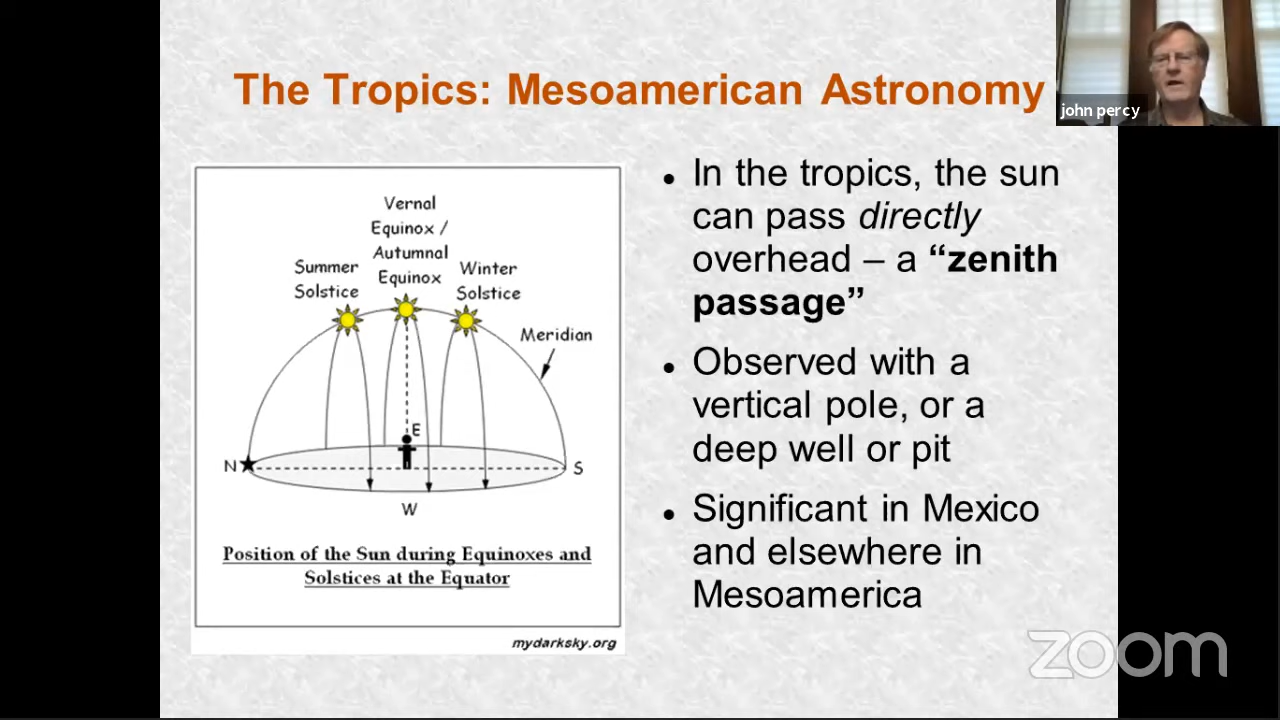 The Tropics: Mesoamerican Astronomy
john percy
Vernal
Equinox /
Autumnal
Equinox
Summer
Solstice
Winter
Solstice
Meridian
E
N
S
W
Position of the Sun during Equinoxes and
Solstices at the Equator
mydarksky.org
In the tropics, the sun
can pass directly
overhead – a “zenith
passage”
Observed with a
vertical pole, or a
deep well or pit
Significant in Mexico
and elsewhere in
Mesoamerica
zoom